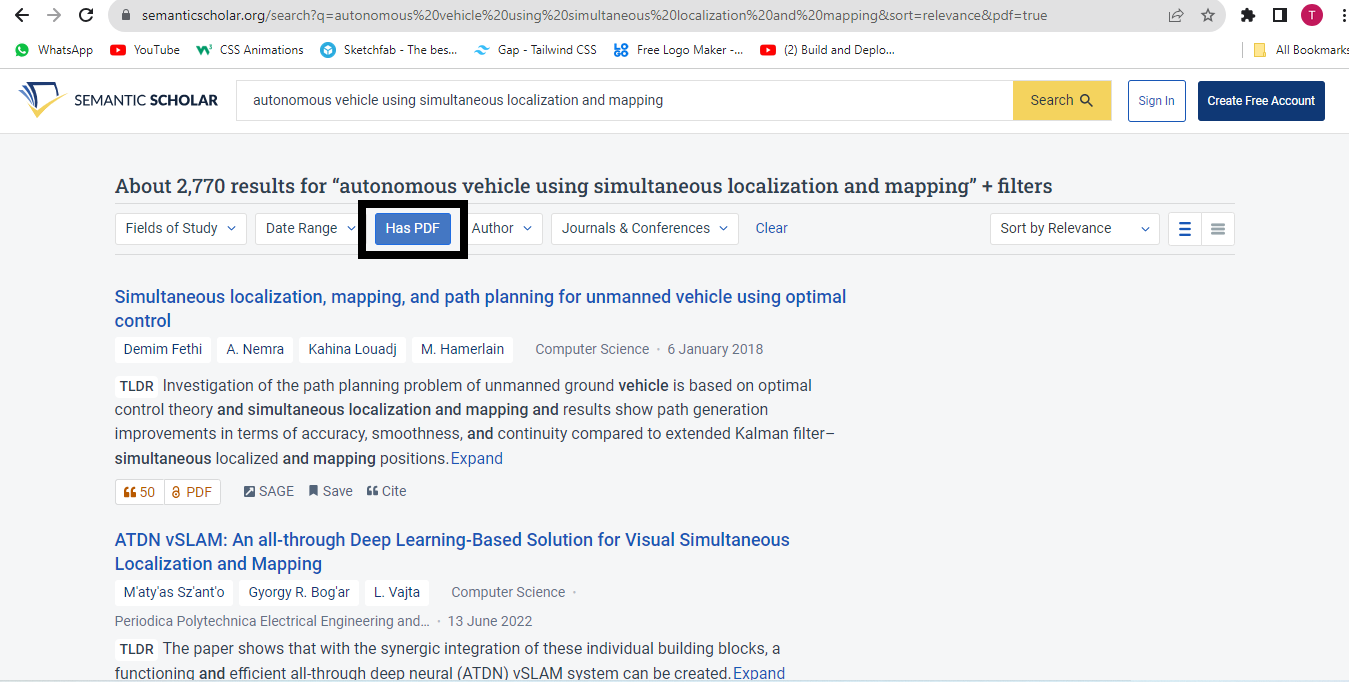 semanticscholar.org/search?q=autonomous%20vehicle%20using%20simultaneous%20localization%20and%20mapping&sort=relevance&pdf=true
T
WhatsApp YouTube CSS Animations Sketchfab - The bes... Gap - Tailwind CSS Free Logo Maker -... (2) Build and Deplo... All Bookmarks
SEMANTIC SCHOLAR autonomous vehicle using simultaneous localization and mapping Search Sign In Create Free Account
About 2,770 results for “autonomous vehicle using simultaneous localization and mapping” + filters
Fields of Study Date Range Has PDF Author Journals & Conferences Clear Sort by Relevance
Simultaneous localization, mapping, and path planning for unmanned vehicle using optimal
control
Demim Fethi A. Nemra Kahina Louadj M. Hamerlain Computer Science · 6 January 2018
TLDR Investigation of the path planning problem of unmanned ground vehicle is based on optimal
control theory and simultaneous localization and mapping and results show path generation
improvements in terms of accuracy, smoothness, and continuity compared to extended Kalman filter–
simultaneous localized and mapping positions. Expand
50 PDF SAGE Save Cite
ATDN vSLAM: An all-through Deep Learning-Based Solution for Visual Simultaneous
Localization and Mapping
M'aty'as Sz'ant'o Gyorgy R. Bog'ar L. Vajta Computer Science ·
Periodica Polytechnica Electrical Engineering and… · 13 June 2022
TLDR The paper shows that with the synergic integration of these individual building blocks, a
functioning and efficient all-through deep neural (ATDN) vSLAM system can be created. Expand